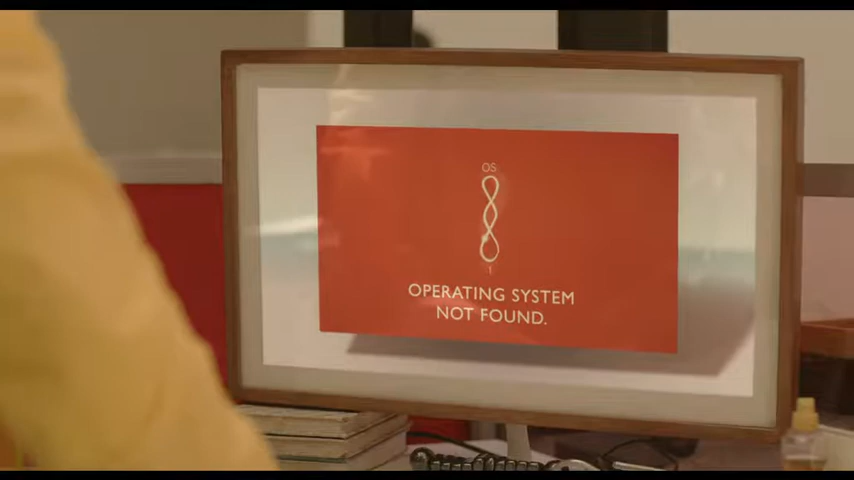 OS
1
OPERATING SYSTEM
NOT FOUND.